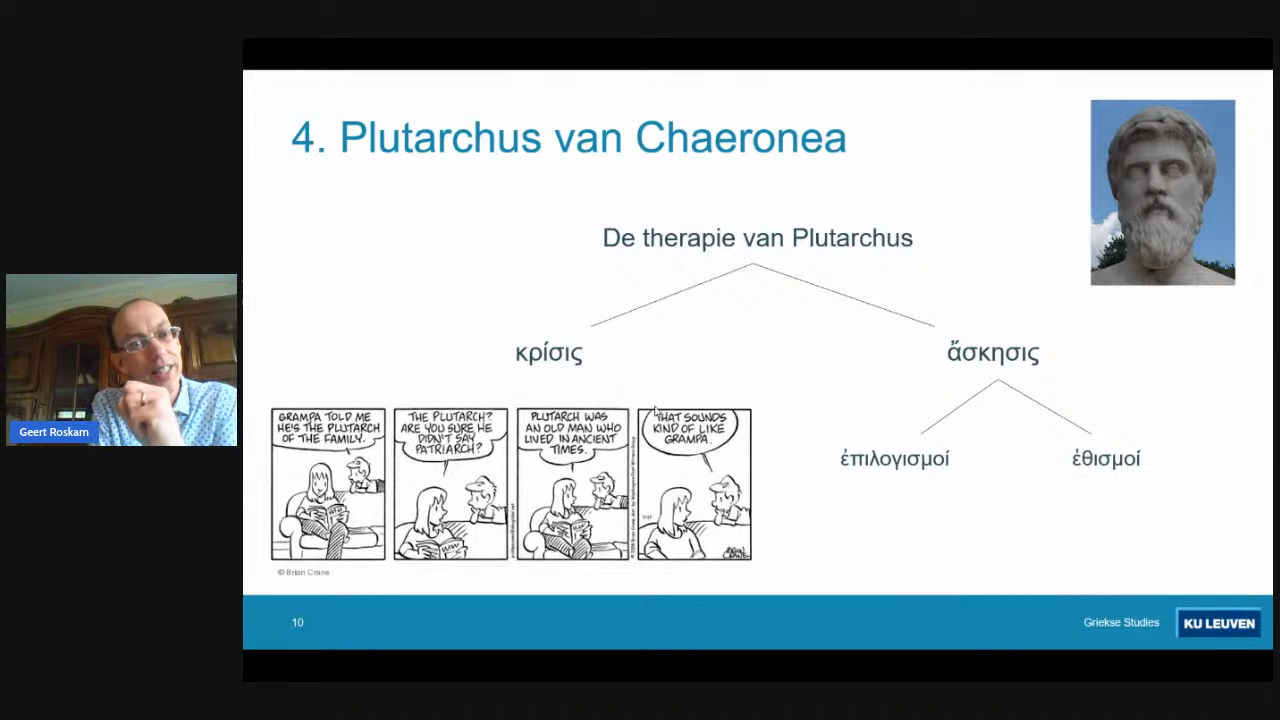 4. Plutarchus van Chaeronea
De therapie van Plutarchus
κρίσις
ἄσκησις
ἐπιλογισμοί
ἐθισμοί
GRAMPA TOLD ME
HE'S THE PLUTARCH
OF THE FAMILY.
THE PLUTARCH?
ARE YOU SURE HE
DIDN'T SAY
PATRIARCH?
PLUTARCH WAS
AN OLD MAN WHO
LIVED IN ANCIENT
TIMES.
THAT SOUNDS
KIND OF LIKE
GRAMPA.
© Brian Crane
Geert Roskam
10
Griekse Studies
KU LEUVEN